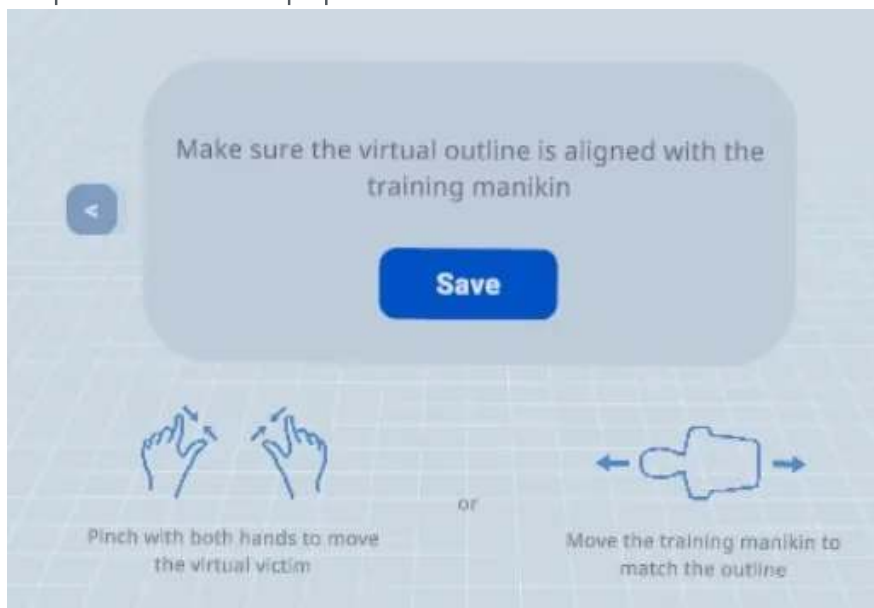 Make sure the virtual outline is aligned with the
training manikin
<
Save
or
Pinch with both hands to move
the virtual victim
Move the training manikin to
match the outline